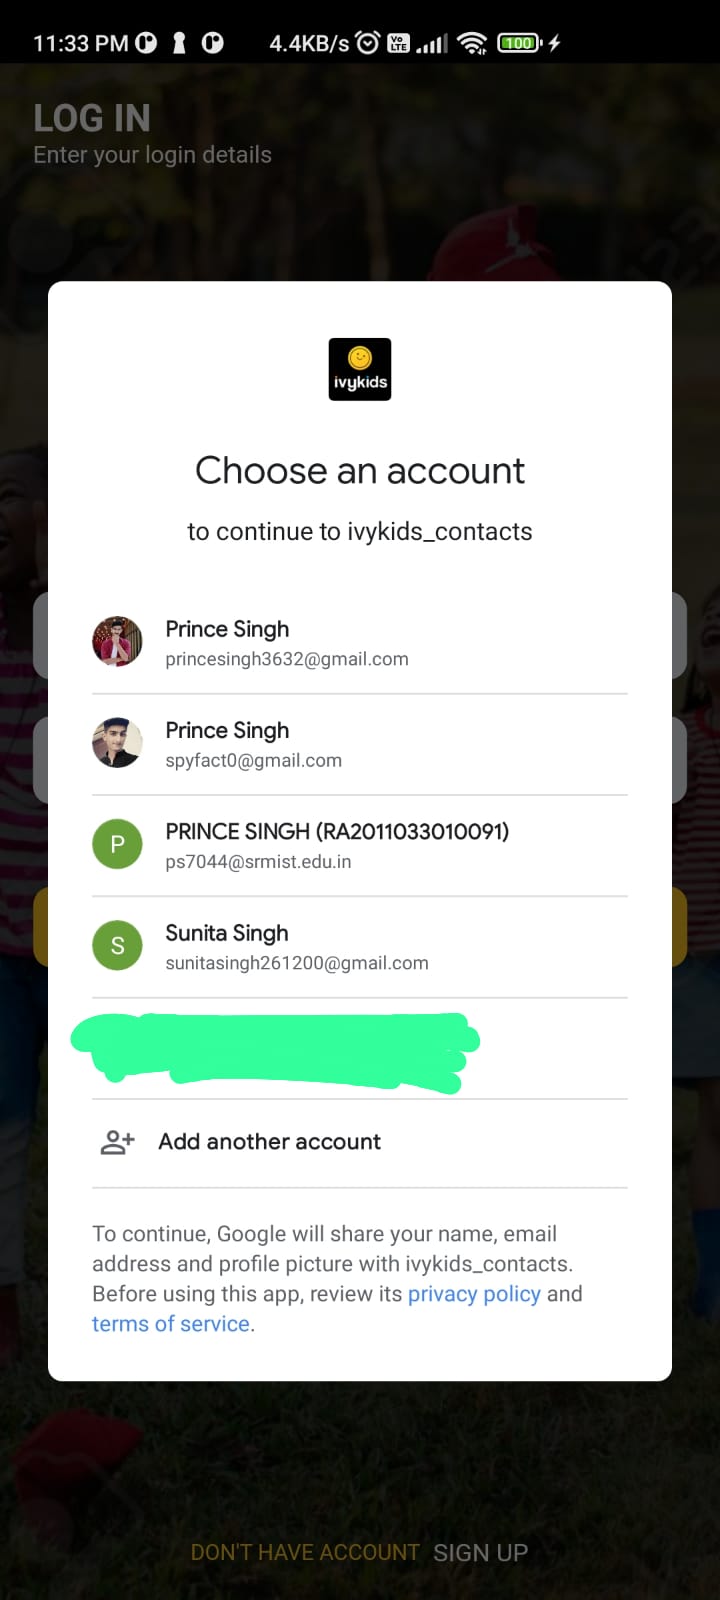 11:33 PM 4.4KB/s Vo LTE 100
LOG IN
Enter your login details
ivykids
Choose an account
to continue to ivykids_contacts
Prince Singh
princesingh3632@gmail.com
Prince Singh
spyfact0@gmail.com
P
PRINCE SINGH (RA2011033010091)
ps7044@srmist.edu.in
S
Sunita Singh
sunitasingh261200@gmail.com
Add another account
To continue, Google will share your name, email
address and profile picture with ivykids_contacts.
Before using this app, review its privacy policy and
terms of service.
DON'T HAVE ACCOUNT SIGN UP